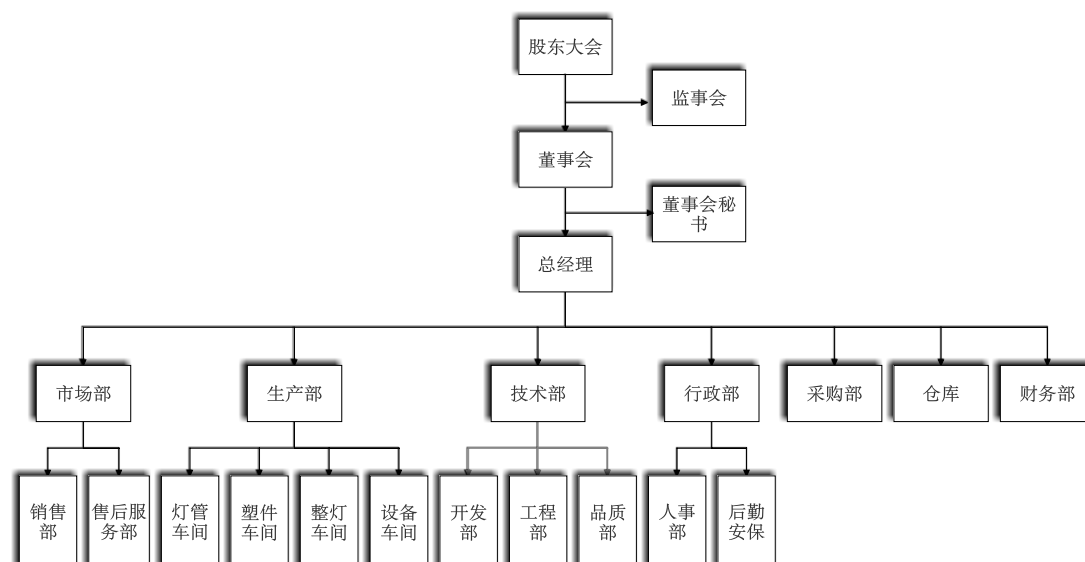 股东大会
监事会
董事会
董事会秘
书
总经理
市场部
生产部
技术部
行政部
采购部
仓库
财务部
销售
部
售后服
务部
灯管
车间
塑件
车间
整灯
车间
设备
车间
开发
部
工程
部
品质
部
人事
部
后勤
安保